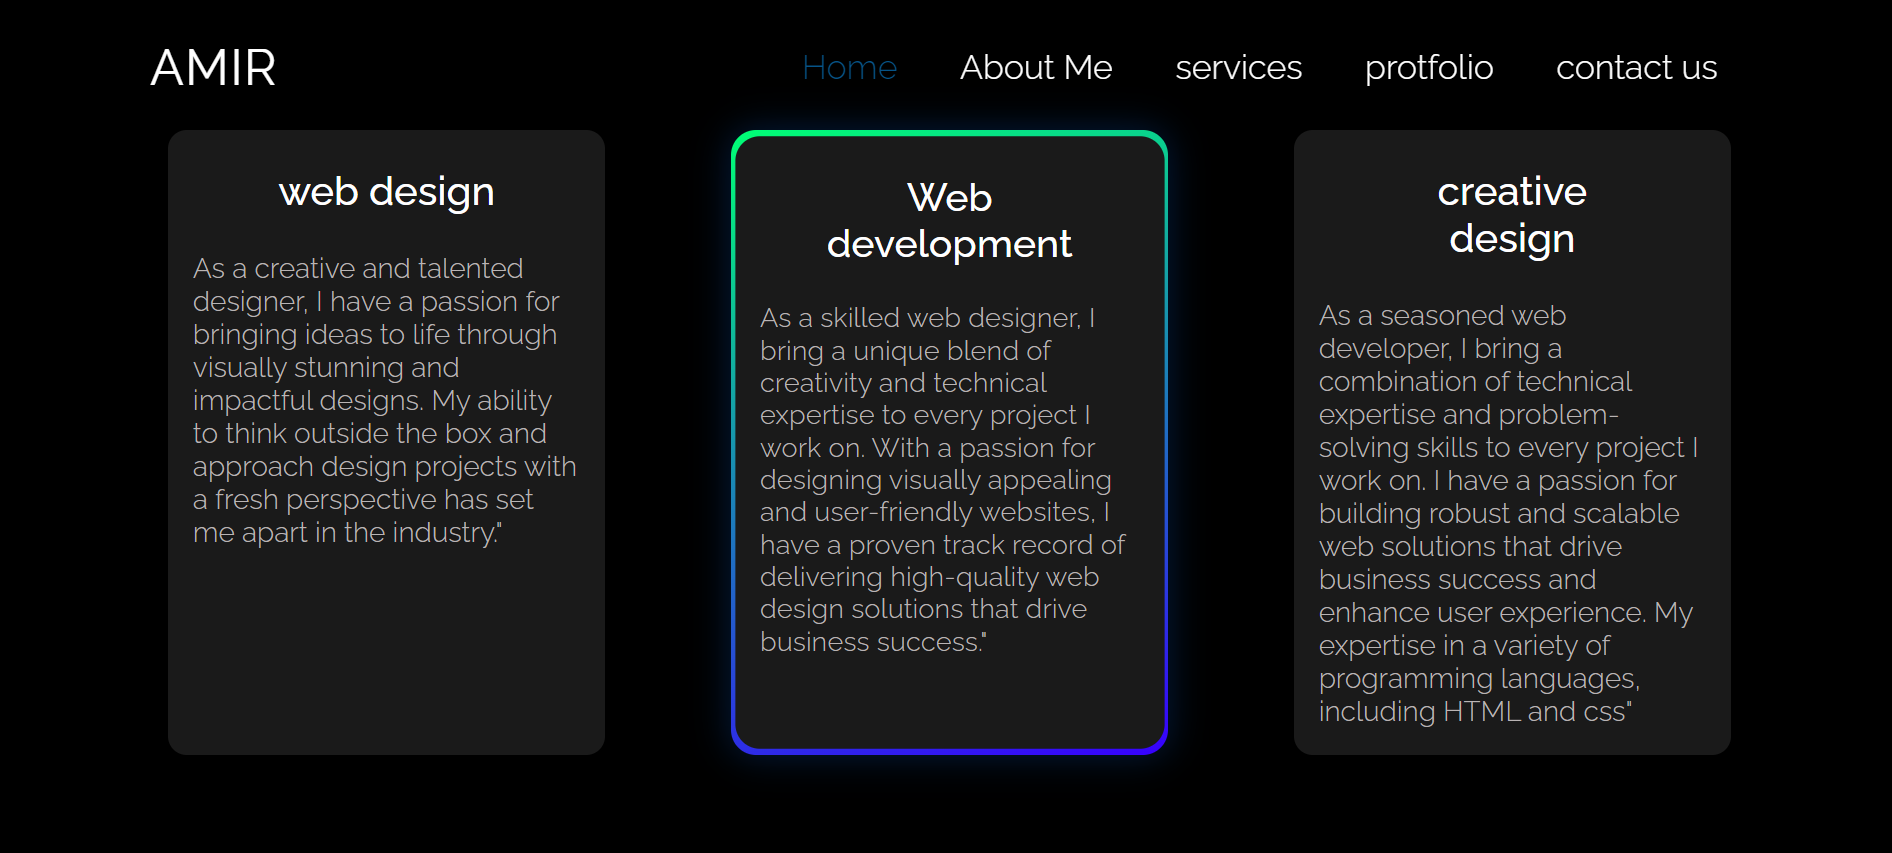 AMIR
Home
About Me
services
protfolio
contact us
web design
As a creative and talented
designer, I have a passion for
bringing ideas to life through
visually stunning and
impactful designs. My ability
to think outside the box and
approach design projects with
a fresh perspective has set
me apart in the industry."
Web
development
As a skilled web designer, I
bring a unique blend of
creativity and technical
expertise to every project I
work on. With a passion for
designing visually appealing
and user-friendly websites, I
have a proven track record of
delivering high-quality web
design solutions that drive
business success."
creative
design
As a seasoned web
developer, I bring a
combination of technical
expertise and problem-
solving skills to every project I
work on. I have a passion for
building robust and scalable
web solutions that drive
business success and
enhance user experience. My
expertise in a variety of
programming languages,
including HTML and css"